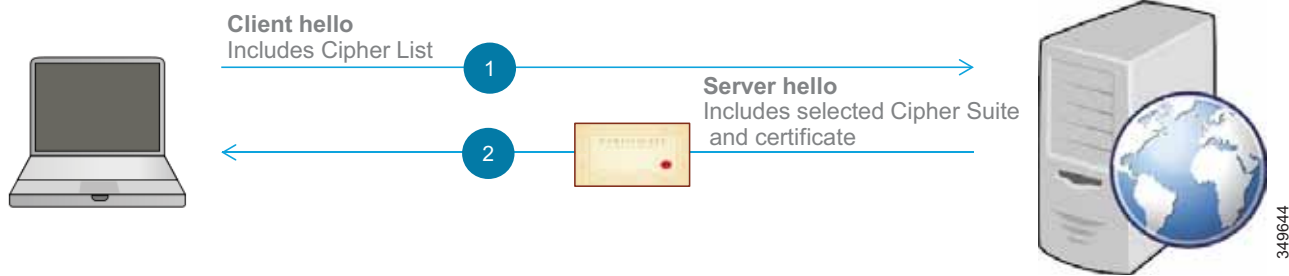 Client hello
Includes Cipher List
1
Server hello
Includes selected Cipher Suite
and certificate
2
349644